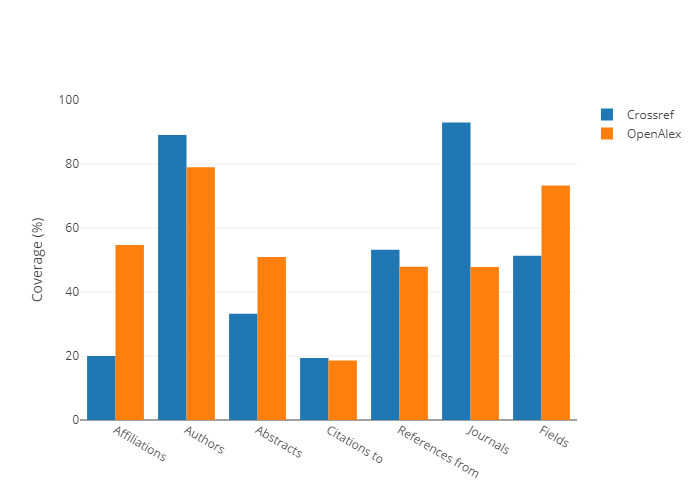 100
80
60
40
20
0
Coverage (%)
Affiliations
Authors
Abstracts
Citations to
References from
Journals
Fields
Crossref
OpenAlex